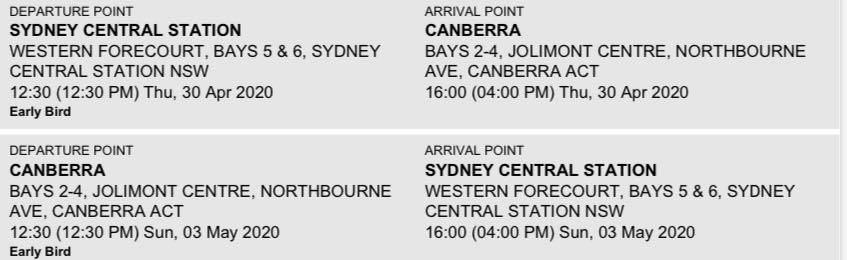 DEPARTURE POINT
SYDNEY CENTRAL STATION
WESTERN FORECOURT, BAYS 5 & 6, SYDNEY
CENTRAL STATION NSW
12:30 (12:30 PM) Thu, 30 Apr 2020
Early Bird
ARRIVAL POINT
CANBERRA
BAYS 2-4, JOLIMONT CENTRE, NORTHBOURNE
AVE, CANBERRA ACT
16:00 (04:00 PM) Thu, 30 Apr 2020
DEPARTURE POINT
CANBERRA
BAYS 2-4, JOLIMONT CENTRE, NORTHBOURNE
AVE, CANBERRA ACT
12:30 (12:30 PM) Sun, 03 May 2020
Early Bird
ARRIVAL POINT
SYDNEY CENTRAL STATION
WESTERN FORECOURT, BAYS 5 & 6, SYDNEY
CENTRAL STATION NSW
16:00 (04:00 PM) Sun, 03 May 2020